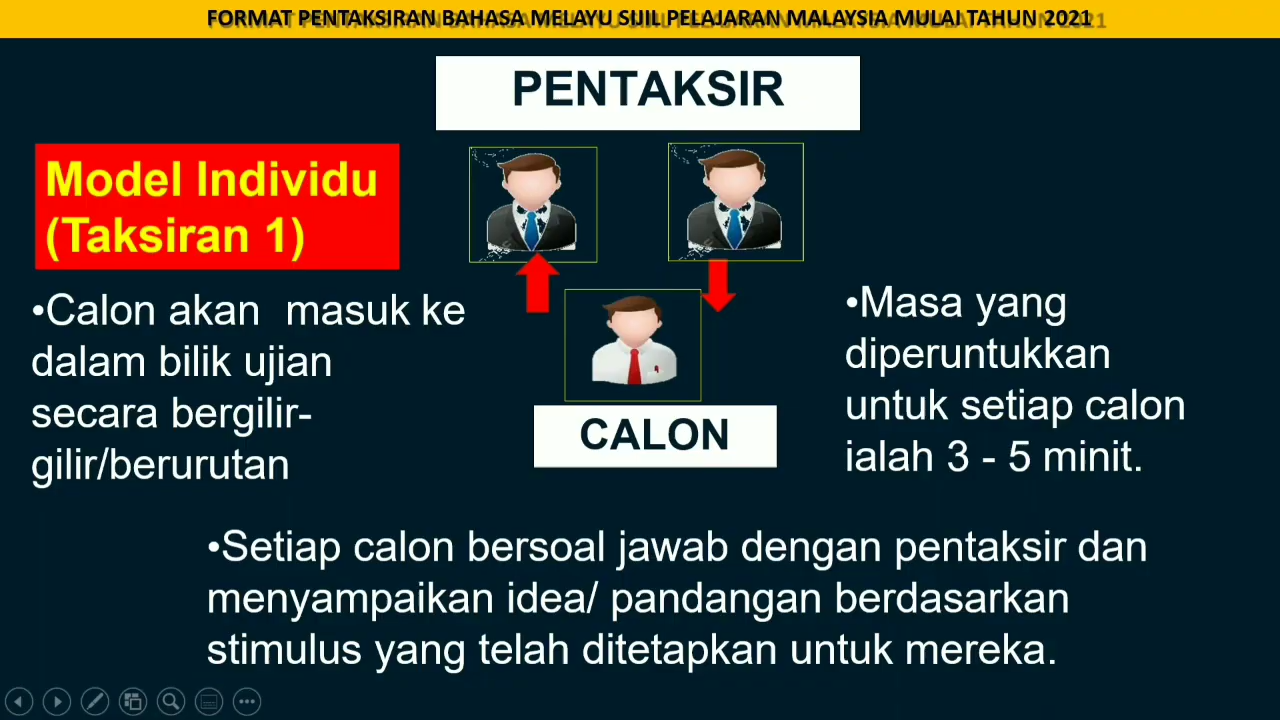 FORMAT PENTAKSIRAN BAHASA MELAYU SIJIL PELAJARAN MALAYSIA MULAI TAHUN 2021
PENTAKSIR
Model Individu
(Taksiran 1)
•Calon akan masuk ke
dalam bilik ujian
secara bergilir-
gilir/berurutan
CALON
•Masa yang
diperuntukkan
untuk setiap calon
ialah 3 - 5 minit.
•Setiap calon bersoal jawab dengan pentaksir dan
menyampaikan idea/ pandangan berdasarkan
stimulus yang telah ditetapkan untuk mereka.